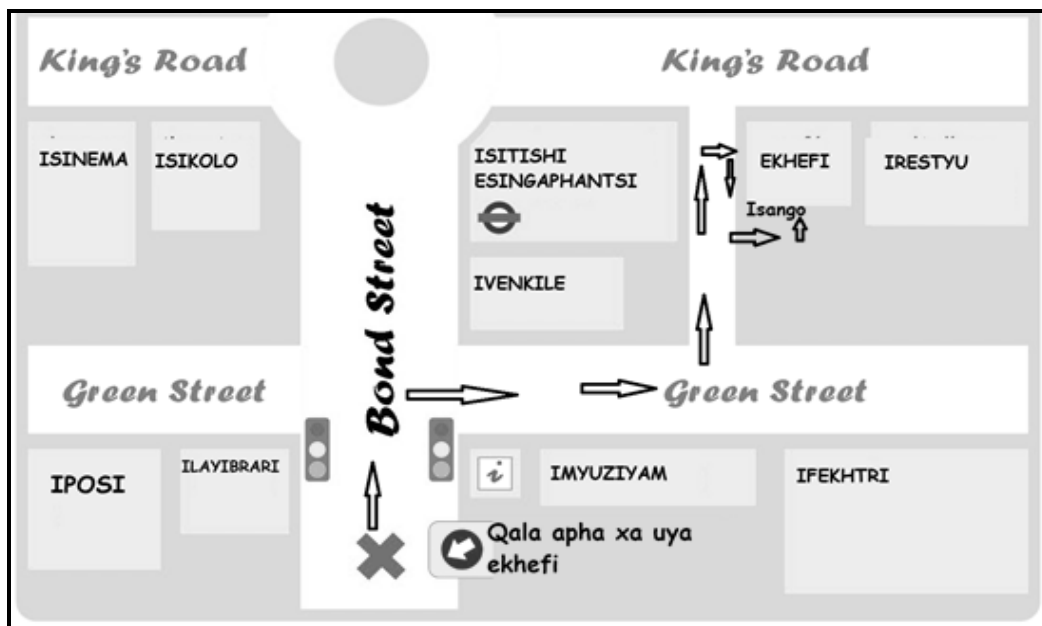 King's Road
King's Road
ISINEMA
ISIKOLO
ISITISHI
ESINGAPHANTSI
EKHEFI
IRESTYU
Isango
IVENKILE
Bond Street
Green Street
Green Street
IPOSI
ILAYIBRARI
i
IMYUZIYAM
IFEKHTRI
Qala apha xa uya
ekhefi